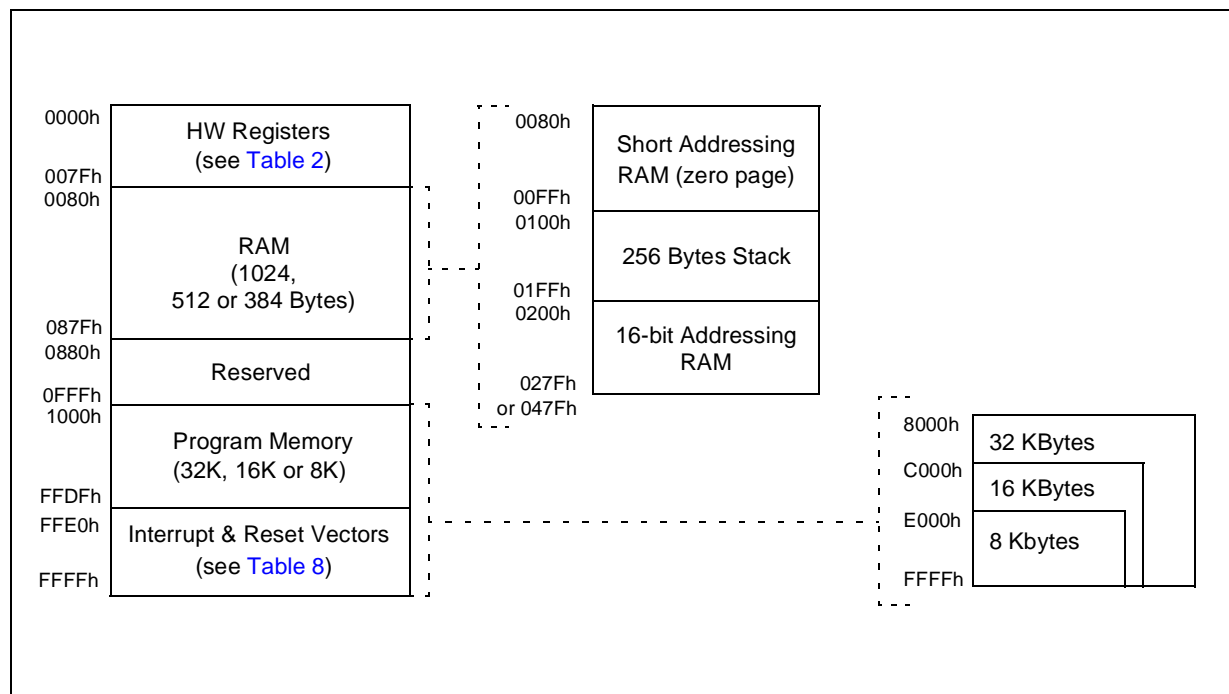 0000h
HW Registers
(see Table 2)
007Fh
0080h
RAM
(1024,
512 or 384 Bytes)
087Fh
0880h
Reserved
0FFFh
1000h
Program Memory
(32K, 16K or 8K)
FFDFh
FFE0h
Interrupt & Reset Vectors
(see Table 8)
FFFFh
0080h
Short Addressing
RAM (zero page)
00FFh
0100h
256 Bytes Stack
01FFh
0200h
16-bit Addressing
RAM
027Fh
or 047Fh
8000h
32 KBytes
C000h
16 KBytes
E000h
8 Kbytes
FFFFh